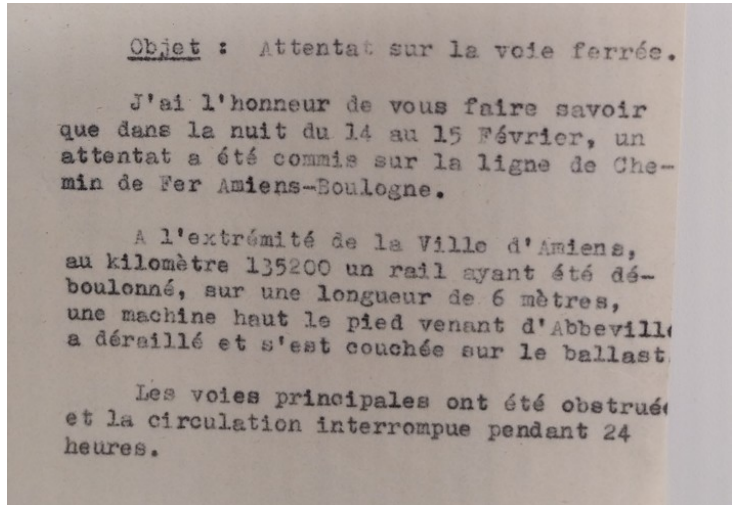 Objet : Attentat sur la voie ferrée.
J'ai l'honneur de vous faire savoir
que dans la nuit du 14 au 15 Février, un
attentat a été commis sur la ligne de Che-
min de Fer Amiens-Boulogne.
A l'extrémité de la Ville d'Amiens,
au kilomètre 135200 un rail ayant été dé-
boulonné, sur une longueur de 6 mètres,
une machine haut le pied venant d'Abbeville
a déraillé et s'est couchée sur le ballast.
Les voies principales ont été obstruée
et la circulation interrompue pendant 24
heures.